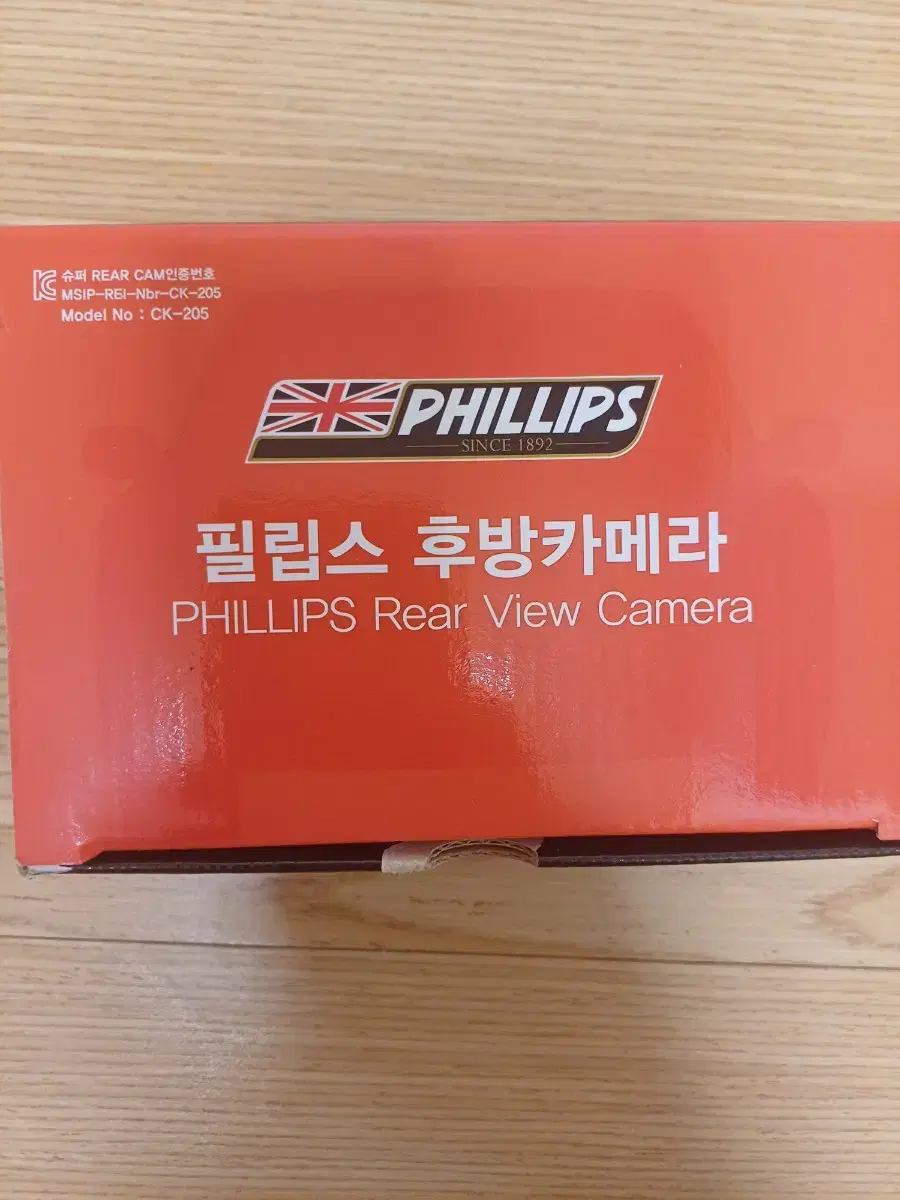 슈퍼 REAR CAM인증번호
MSIP-REI-Nbr-CK-205
Model No : CK-205
PHILLIPS
SINCE 1892
필립스 후방카메라
PHILLIPS Rear View Camera